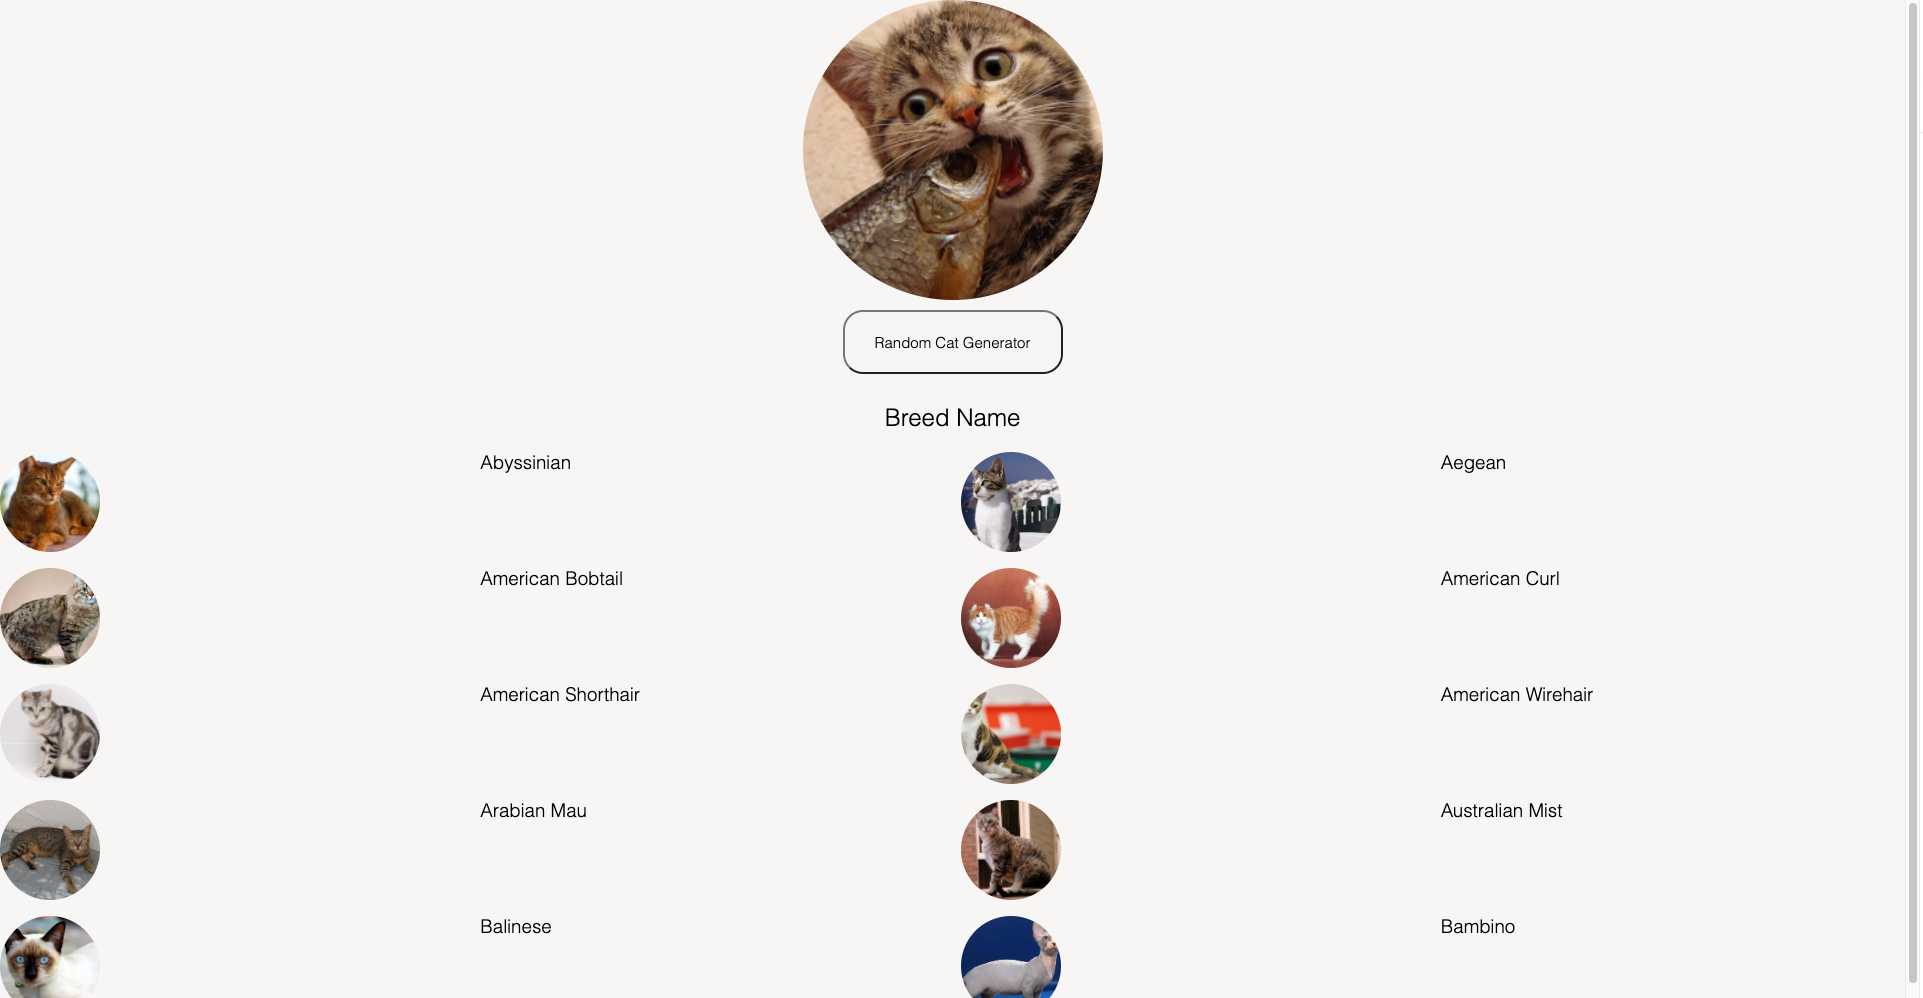 Random Cat Generator
Breed Name
Abyssinian
Aegean
American Bobtail
American Curl
American Shorthair
American Wirehair
Arabian Mau
Australian Mist
Balinese
Bambino